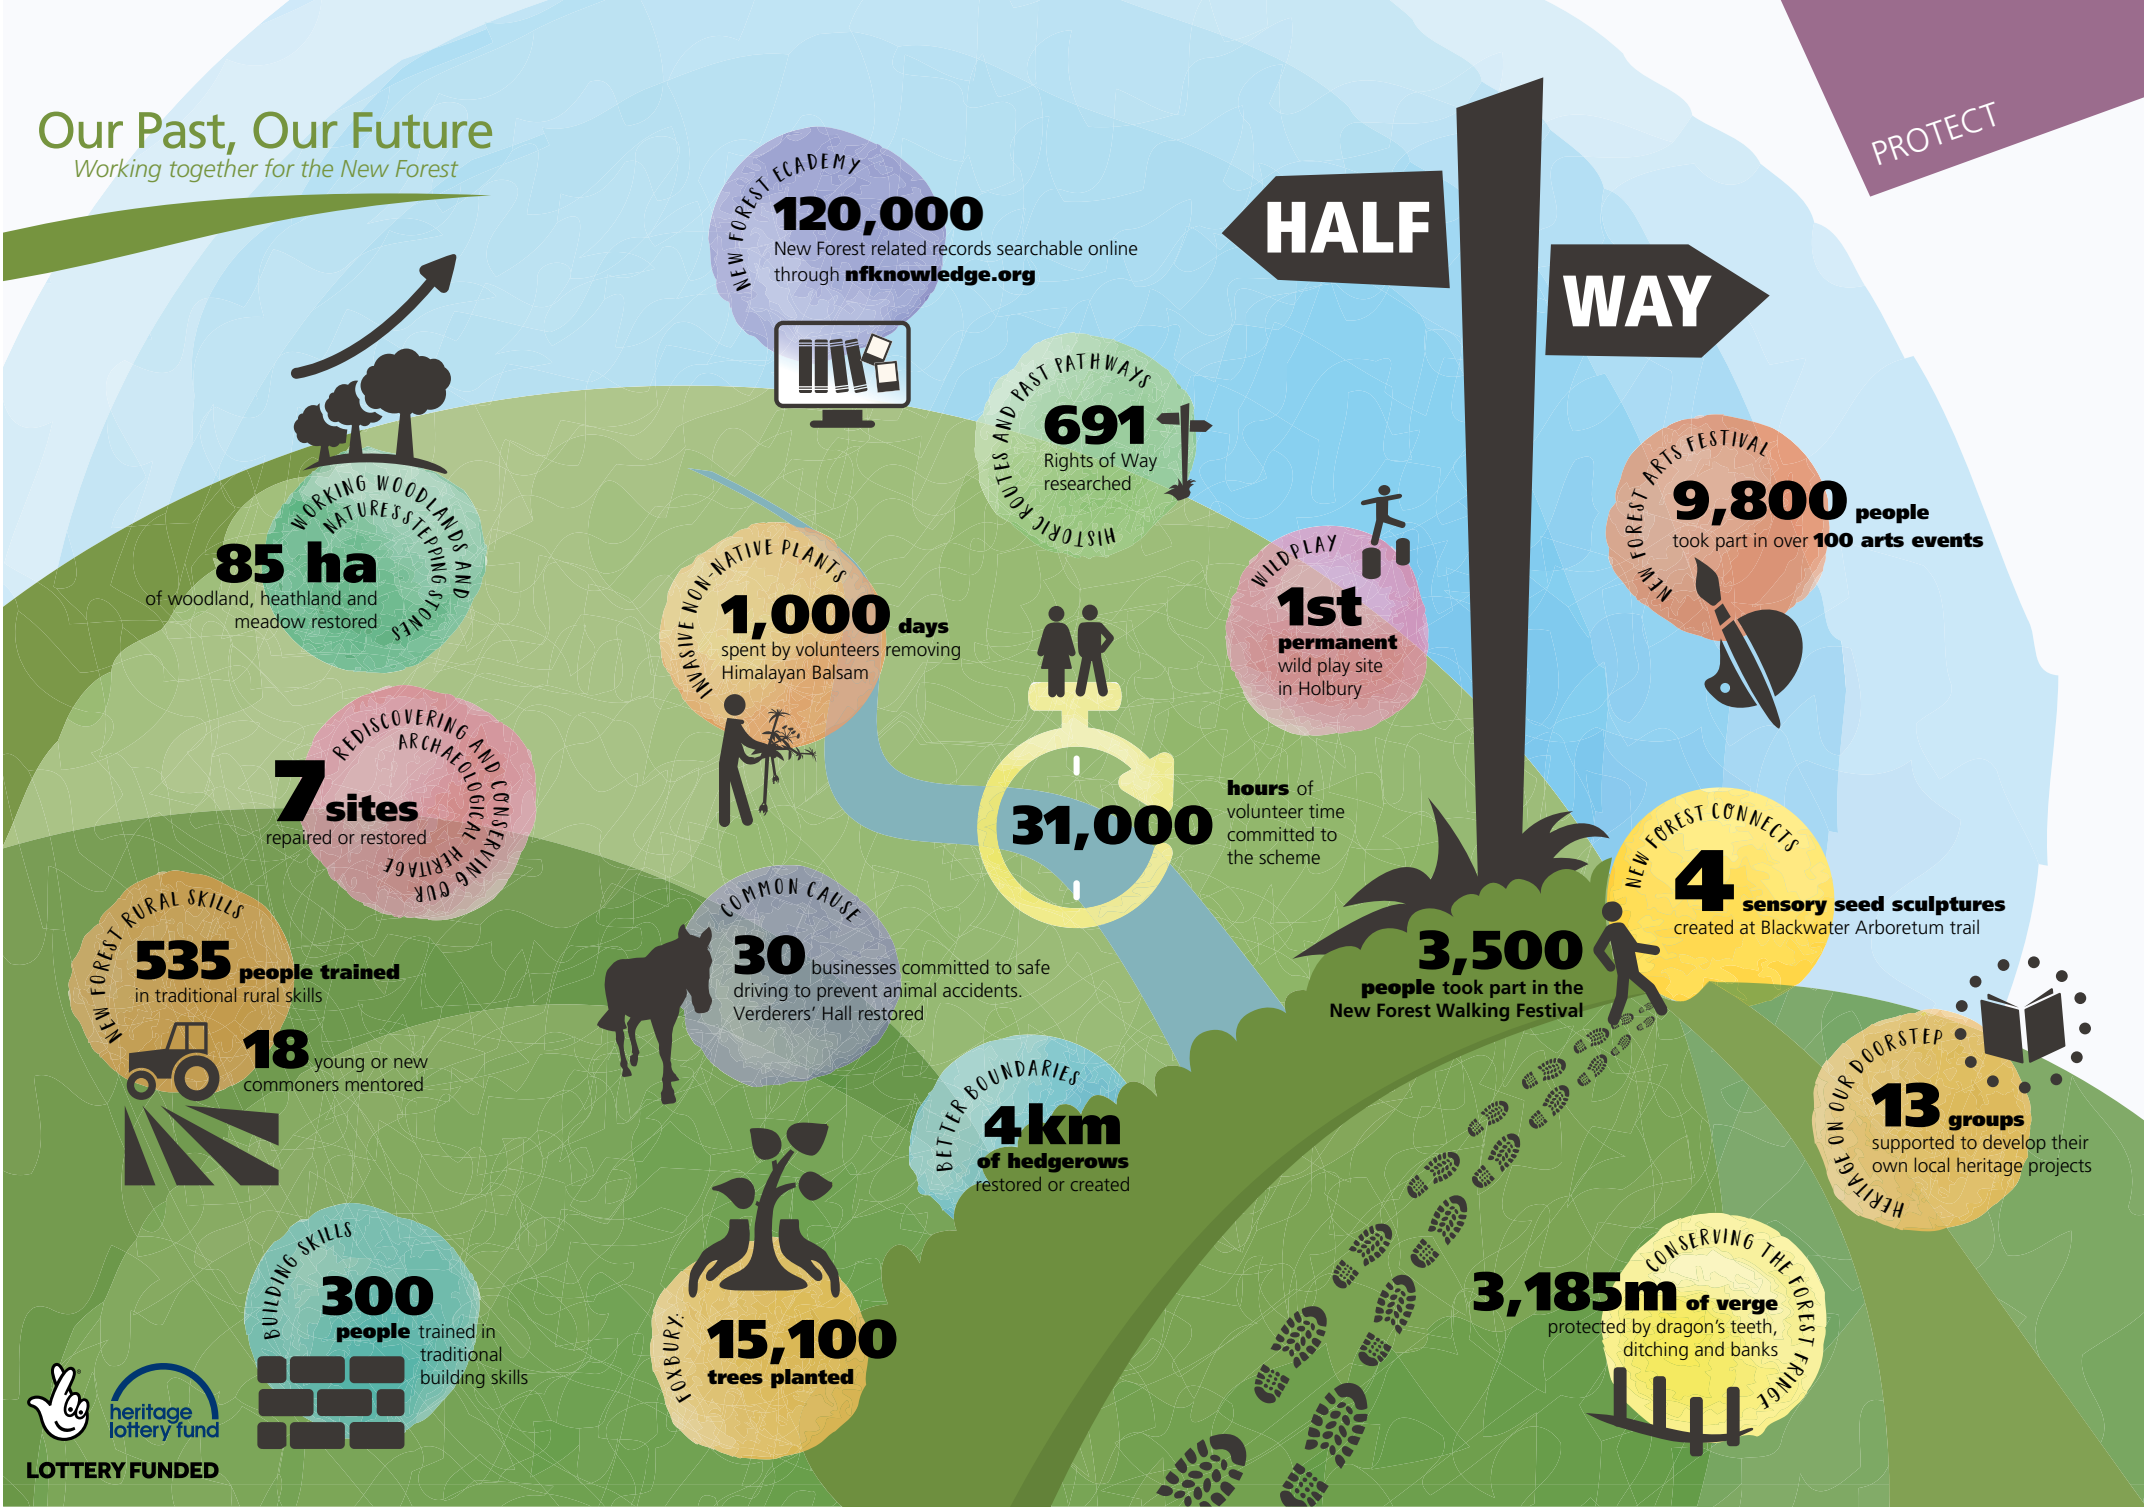 Our Past, Our Future
Working together for the New Forest
PROTECT
HALF
WAY
NEW FOREST ECADEMY
120,000
New Forest related records searchable online
through nfknowledge.org
HISTORIC ROUTES AND PAST PATHWAYS
691
Rights of Way
researched
NEW FOREST ARTS FESTIVAL
9,800 people
took part in over 100 arts events
WORKING WOODLANDS AND
NATURES STEPPING STONES
85 ha
of woodland, heathland and
meadow restored
INVASIVE NON-NATIVE PLANTS
1,000 days
spent by volunteers removing
Himalayan Balsam
WILDPLAY
1st
permanent
wild play site
in Holbury
REDISCOVERING AND CONSERVING OUR
ARCHAEOLOGICAL HERITAGE
7 sites
repaired or restored
31,000
hours of
volunteer time
committed to
the scheme
NEW FOREST CONNECTS
4 sensory seed sculptures
created at Blackwater Arboretum trail
NEW FOREST RURAL SKILLS
535 people trained
in traditional rural skills
18 young or new
commoners mentored
COMMON CAUSE
30 businesses committed to safe
driving to prevent animal accidents.
Verderers’ Hall restored
3,500
people took part in the
New Forest Walking Festival
BETTER BOUNDARIES
4km
of hedgerows
restored or created
HERITAGE ON OUR DOORSTEP
13 groups
supported to develop their
own local heritage projects
BUILDING SKILLS
300
people trained in
traditional
building skills
FOXBURY:
15,100
trees planted
CONSERVING THE FOREST FRINGE
3,185m of verge
protected by dragon’s teeth,
ditching and banks
heritage
lottery fund
LOTTERY FUNDED